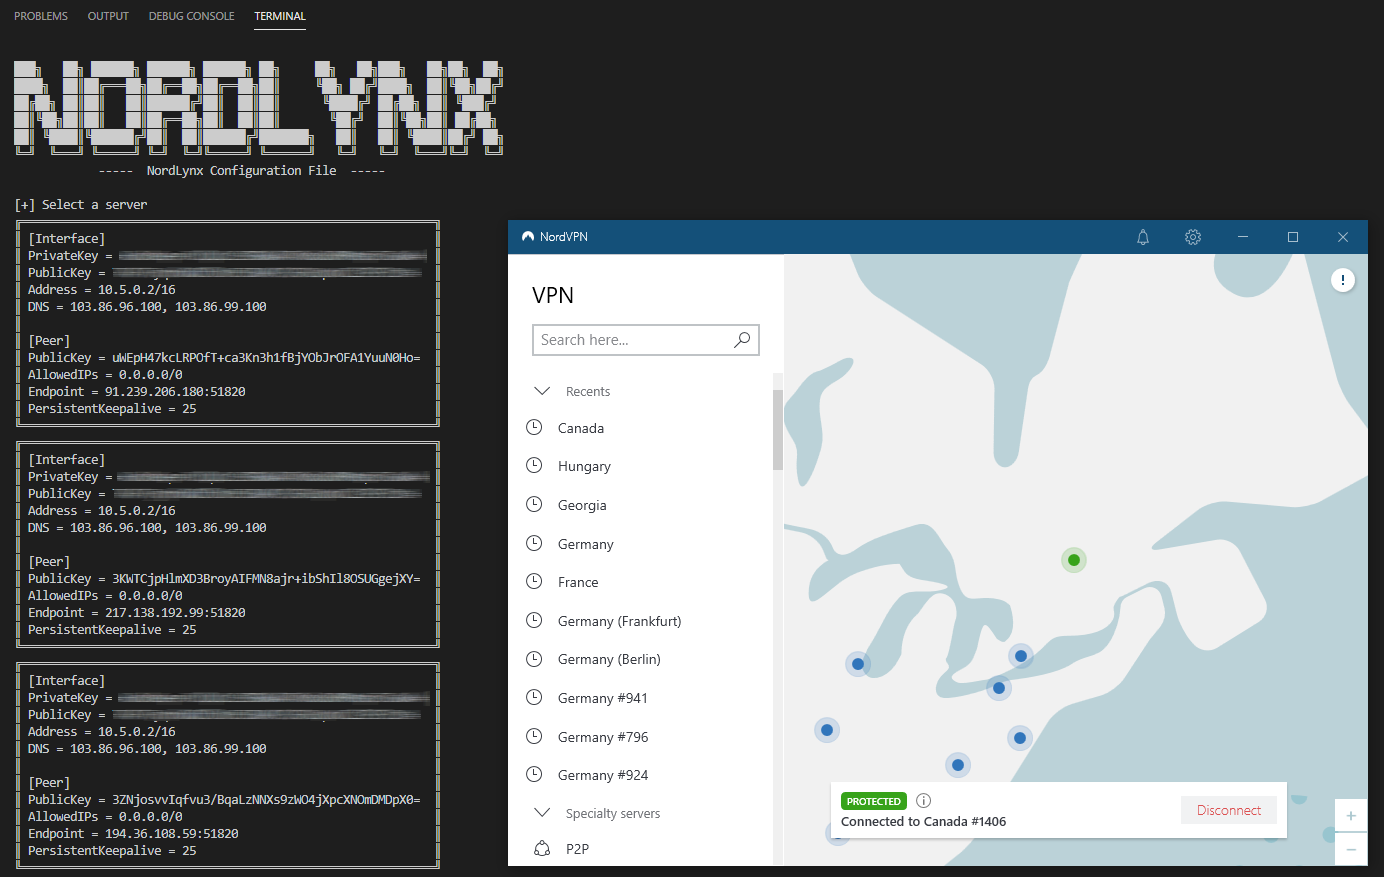 PROBLEMS OUTPUT DEBUG CONSOLE TERMINAL
NORDLYNX
----- NordLynx Configuration File -----
[+] Select a server
[Interface]
PrivateKey =
PublicKey =
Address = 10.5.0.2/16
DNS = 103.86.96.100, 103.86.99.100
[Peer]
PublicKey = uWEpH47kcLRPOfT+ca3Kn3h1fBjYObJrOFA1YuuN0Ho=
AllowedIPs = 0.0.0.0/0
Endpoint = 91.239.206.180:51820
PersistentKeepalive = 25
[Interface]
PrivateKey =
PublicKey =
Address = 10.5.0.2/16
DNS = 103.86.96.100, 103.86.99.100
[Peer]
PublicKey = 3KWTCjpHlmXD3BroyAIFMN8ajr+ibShIl8OSUGgejXY=
AllowedIPs = 0.0.0.0/0
Endpoint = 217.138.192.99:51820
PersistentKeepalive = 25
[Interface]
PrivateKey =
PublicKey =
Address = 10.5.0.2/16
DNS = 103.86.96.100, 103.86.99.100
[Peer]
PublicKey = 3ZNjosvvIqfvu3/BqaLzNNXs9zWO4jXpcXNOmDMDpX0=
AllowedIPs = 0.0.0.0/0
Endpoint = 194.36.108.59:51820
PersistentKeepalive = 25
NordVPN
VPN
Search here...
Recents
Canada
Hungary
Georgia
Germany
France
Germany (Frankfurt)
Germany (Berlin)
Germany #941
Germany #796
Germany #924
Specialty servers
P2P
PROTECTED
Connected to Canada #1406
Disconnect